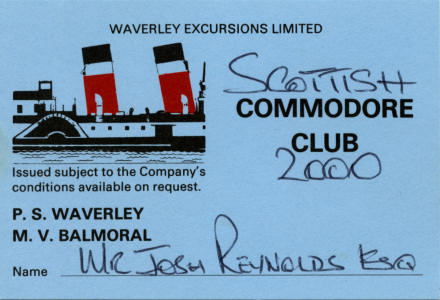 WAVERLEY EXCURSIONS LIMITED
SCOTTISH
COMMODORE
CLUB
2000
Issued subject to the Company's
conditions available on request.
P. S. WAVERLEY
M. V. BALMORAL
Name MR JOSH REYNOLDS ESQ